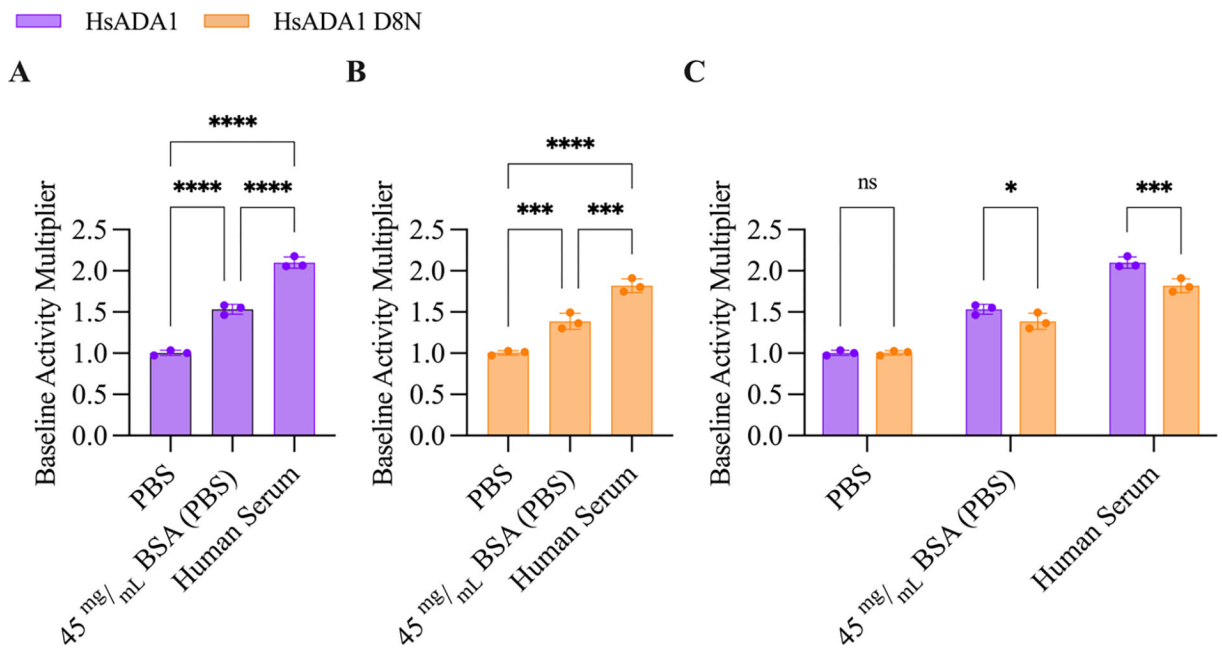 HsADA1 HsADA1 D8N
A B C
****
**** ****
Baseline Activity Multiplier
2.5
2.0
1.5
1.0
0.5
0.0
PBS
45 mg/mL BSA (PBS)
Human Serum
****
*** ***
Baseline Activity Multiplier
2.5
2.0
1.5
1.0
0.5
0.0
PBS
45 mg/mL BSA (PBS)
Human Serum
ns * ***
Baseline Activity Multiplier
2.5
2.0
1.5
1.0
0.5
0.0
PBS
45 mg/mL BSA (PBS)
Human Serum